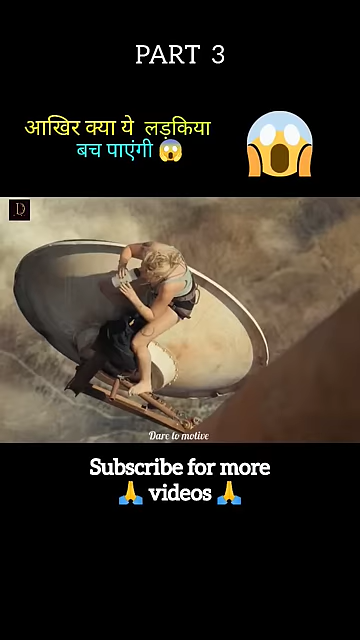 PART 3
आखिर क्या ये लड़किया
बच पाएंगी 😱
D
Dare to motive
Subscribe for more
🙏 videos 🙏